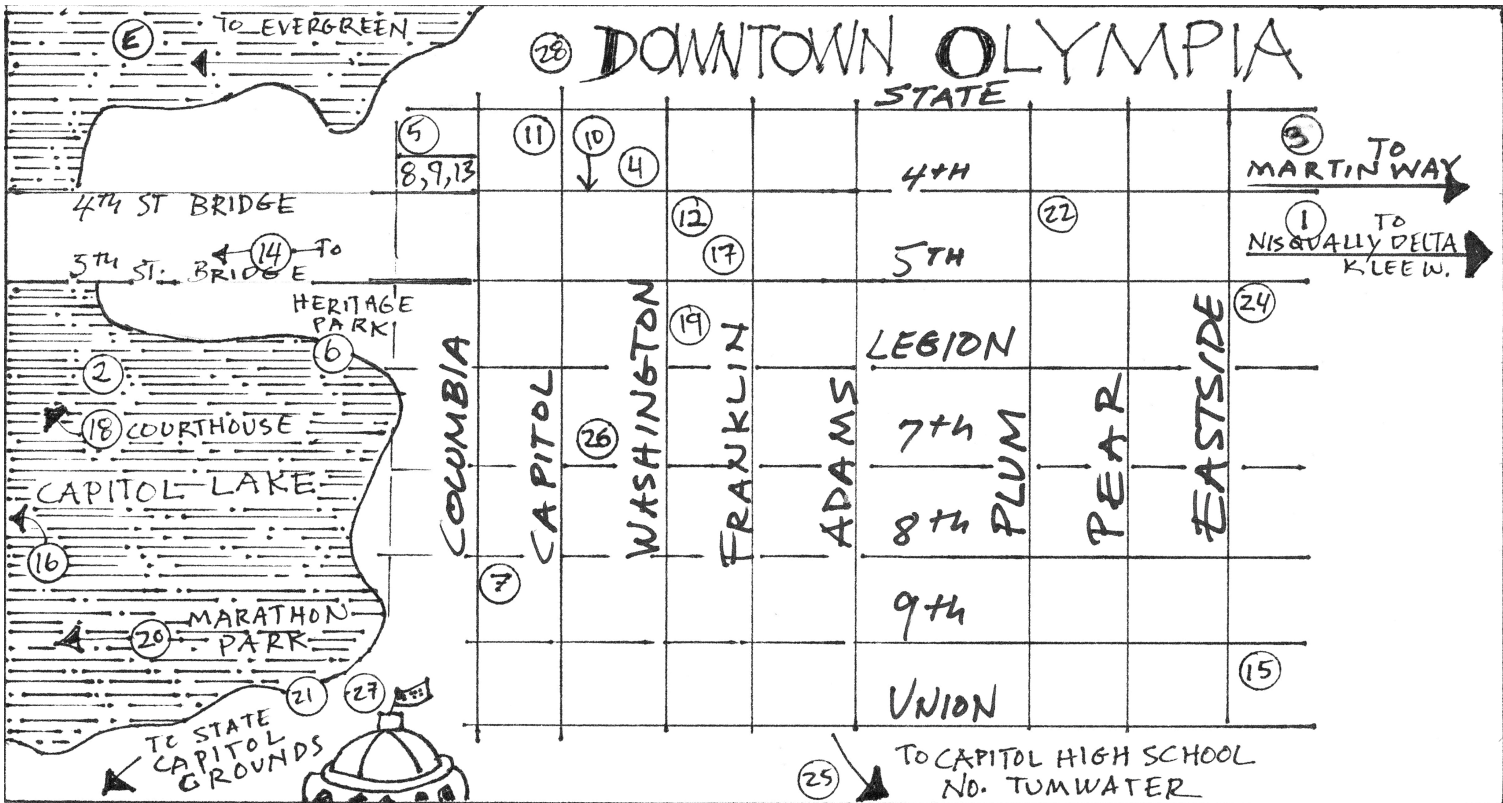 DOWNTOWN OLYMPIA
E
TO EVERGREEN
28
STATE
5
11
10
4
3
8,9,13
4TH
TO
MARTIN WAY
4TH ST BRIDGE
12
22
1
14
TO
17
5TH
TO
NISQUALLY DELTA
KLEE W.
5TH ST. BRIDGE
HERITAGE
PARK
6
19
24
2
LEGION
18 COURTHOUSE
26
7th
CAPITOL LAKE
COLUMBIA
CAPITOL
WASHINGTON
FRANKLIN
ADAMS
PLUM
PEAR
EASTSIDE
8th
16
7
9th
20
MARATHON
PARK
15
21
27
UNION
TO STATE
CAPITOL
GROUNDS
25
TO CAPITOL HIGH SCHOOL
NO. TUMWATER